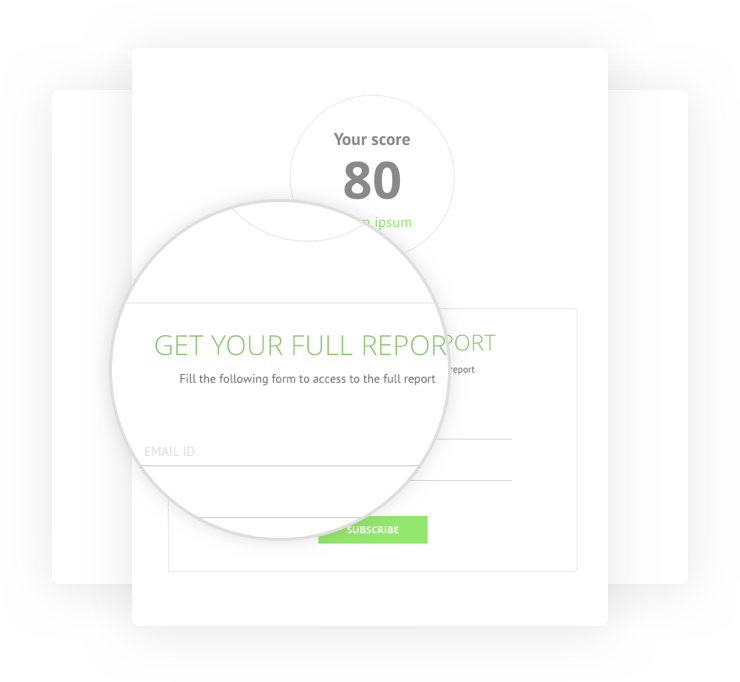 Your score
80
ipsum
GET YOUR FULL REPOR
PORT
Fill the following form to access to the full report
report
EMAIL ID
SUBSCRIBE